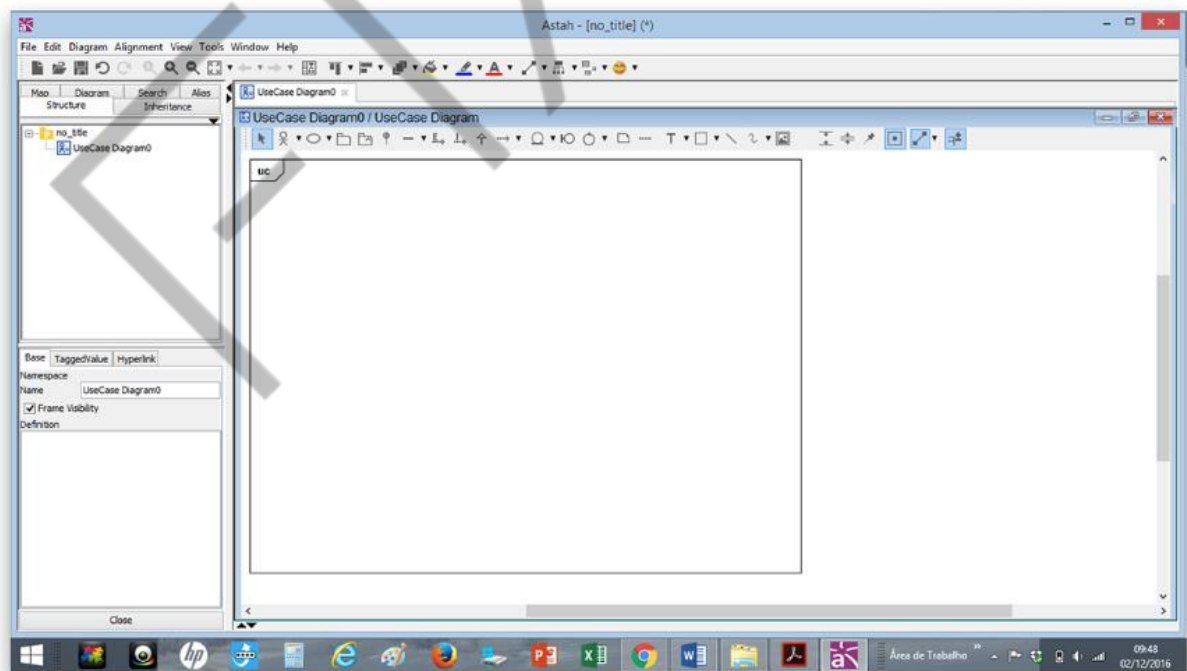 Astah - [no_title] (*)
File Edit Diagram Alignment View Tools Window Help
Map Diagram Search Alias
Structure Inheritance
no_title
UseCase Diagram0
Base TaggedValue Hyperlink
Namespace
Name UseCase Diagram0
Frame Visibility
Definition
Close
UseCase Diagram0
UseCase Diagram0 / UseCase Diagram
uc
Área de Trabalho
09:48
02/12/2016